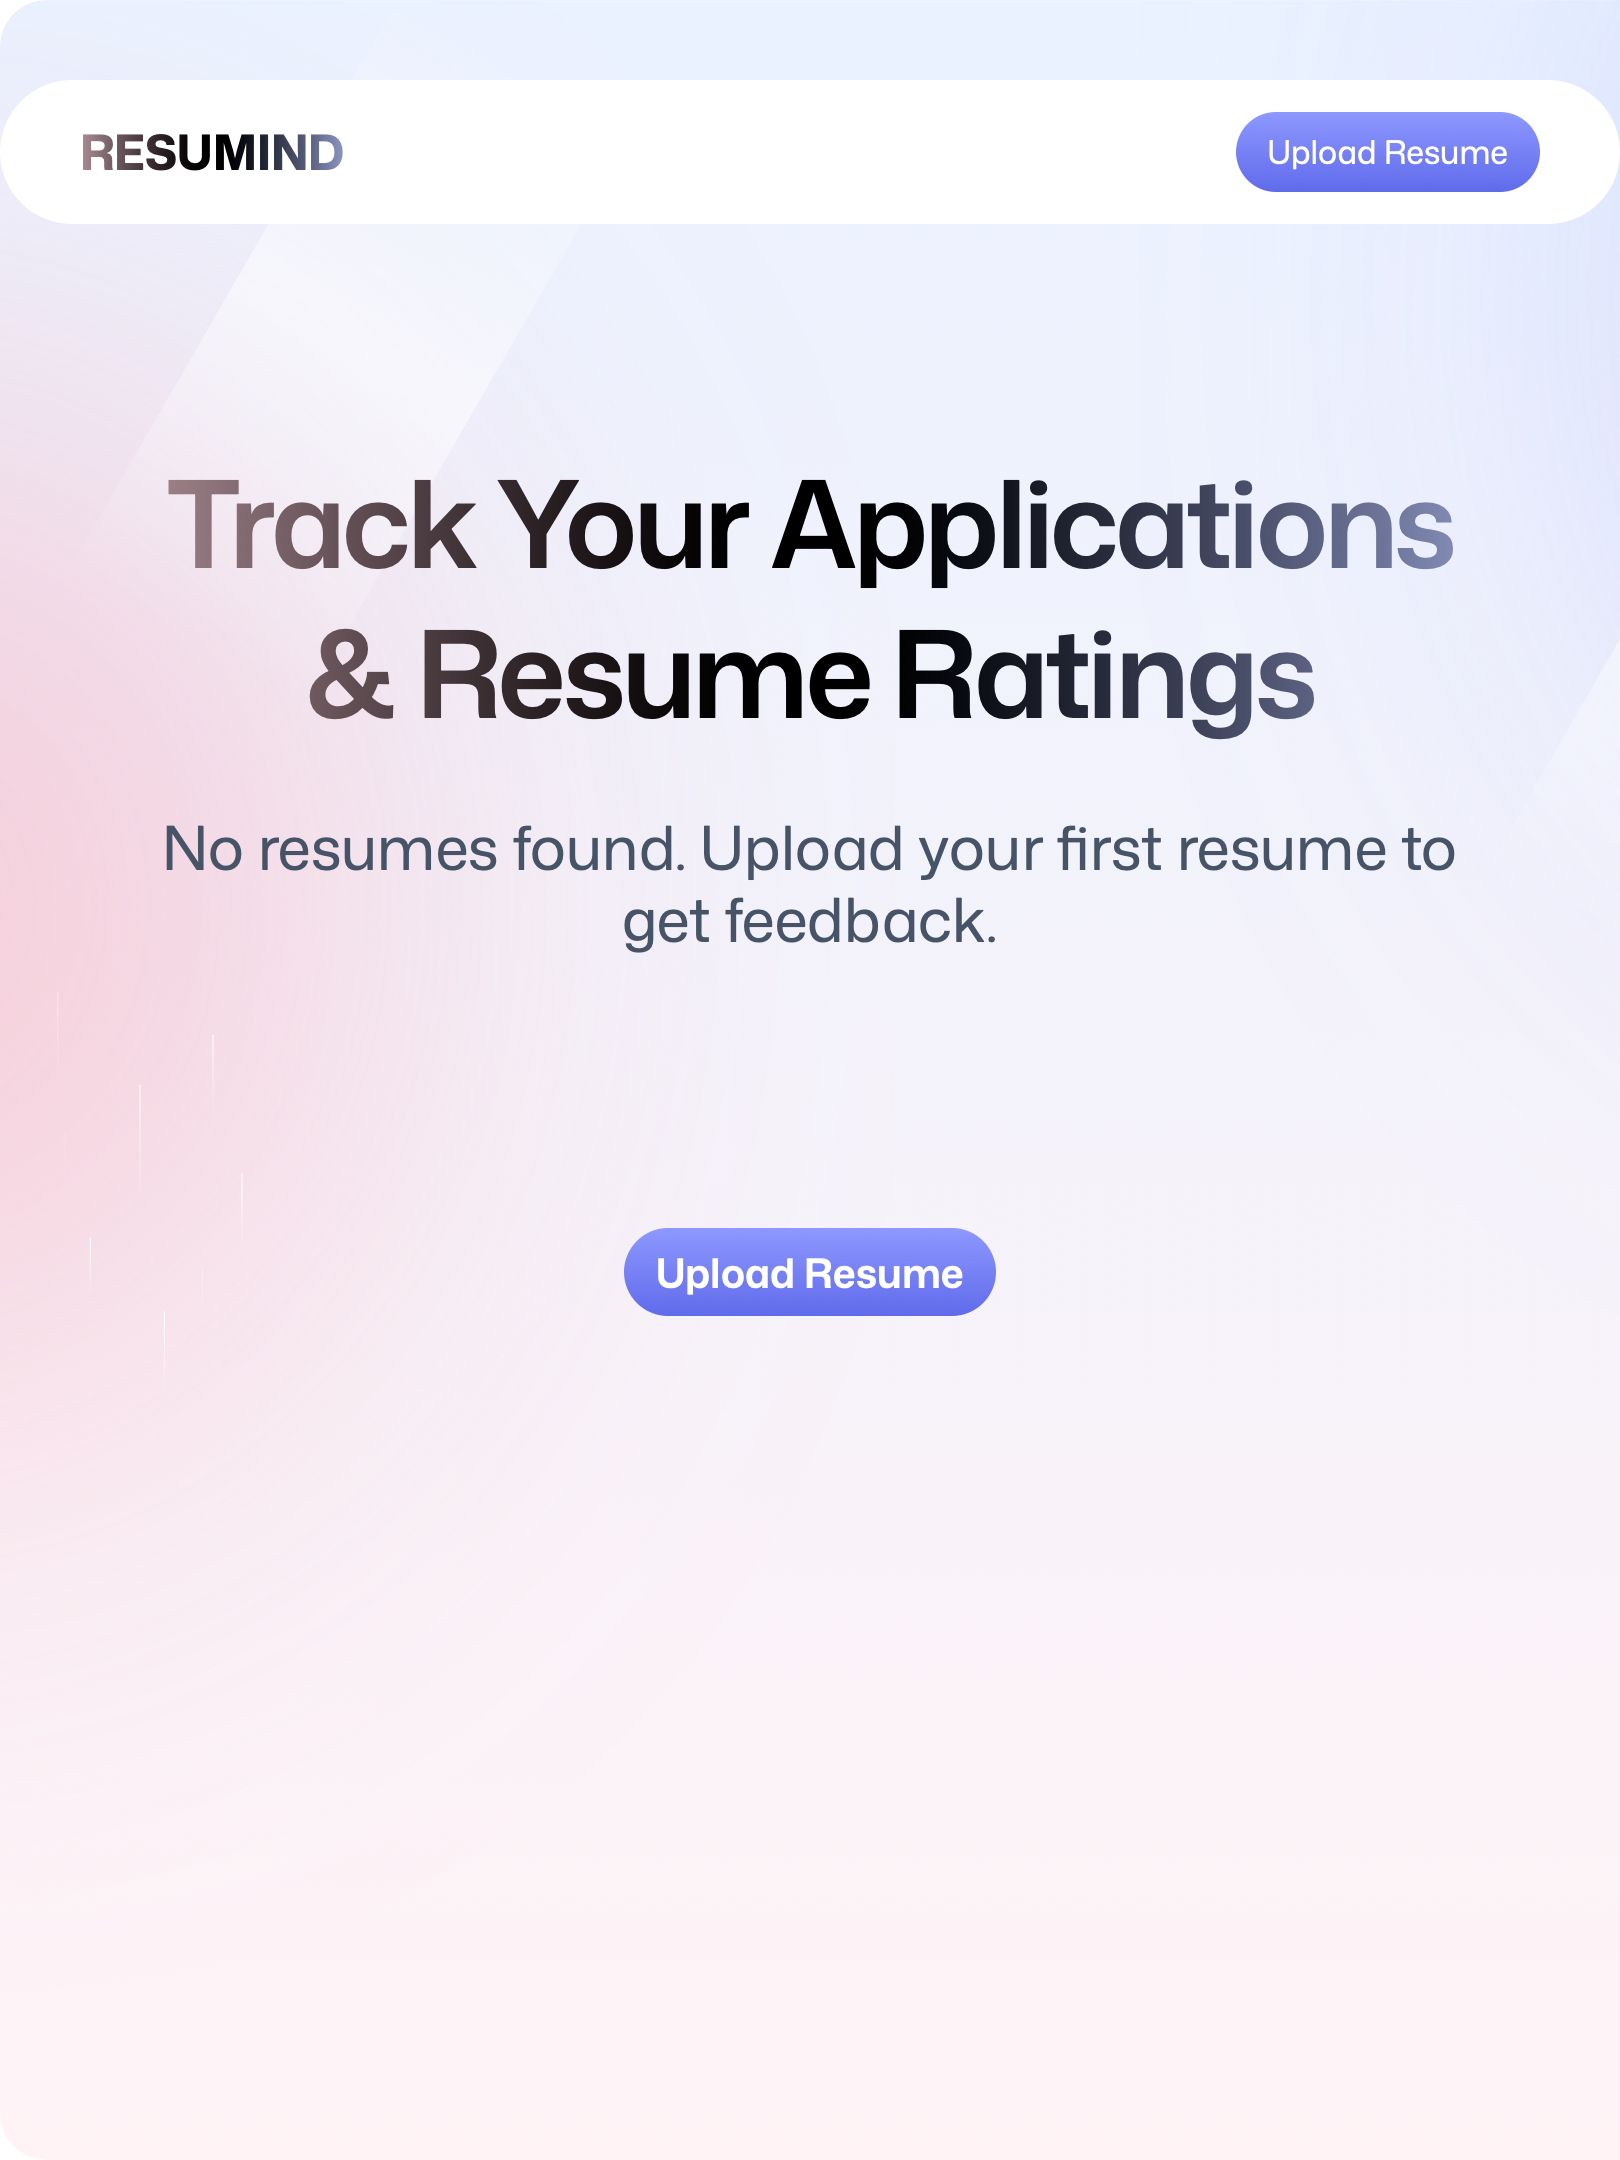 RESUMIND
Upload Resume
Track Your Applications
& Resume Ratings
No resumes found. Upload your first resume to
get feedback.
Upload Resume